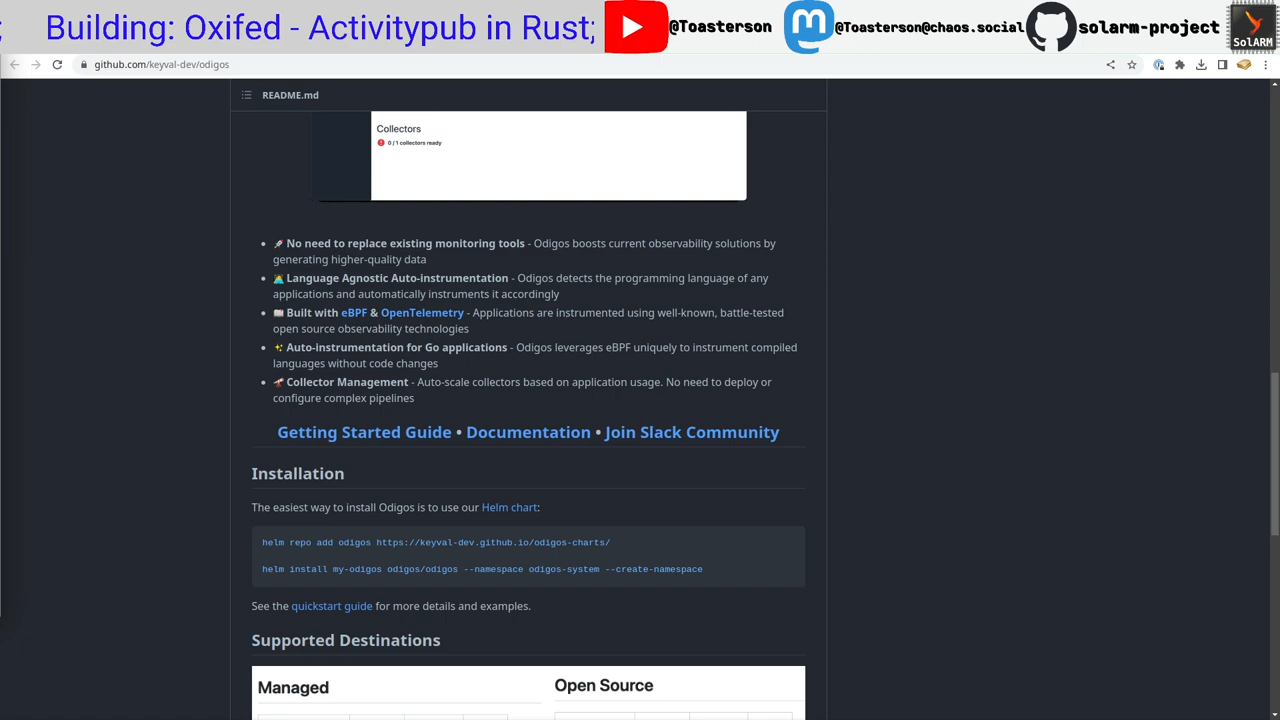 Building: Oxifed - Activitypub in Rust;
@Toasterson
@Toasterson@chaos.social
solarm-project
SolARM
github.com/keyval-dev/odigos
README.md
Collectors
0 / 1 collectors ready
No need to replace existing monitoring tools - Odigos boosts current observability solutions by
generating higher-quality data
Language Agnostic Auto-instrumentation - Odigos detects the programming language of any
applications and automatically instruments it accordingly
Built with eBPF & OpenTelemetry - Applications are instrumented using well-known, battle-tested
open source observability technologies
Auto-instrumentation for Go applications - Odigos leverages eBPF uniquely to instrument compiled
languages without code changes
Collector Management - Auto-scale collectors based on application usage. No need to deploy or
configure complex pipelines
Getting Started Guide • Documentation • Join Slack Community
Installation
The easiest way to install Odigos is to use our Helm chart:
helm repo add odigos https://keyval-dev.github.io/odigos-charts/
helm install my-odigos odigos/odigos --namespace odigos-system --create-namespace
See the quickstart guide for more details and examples.
Supported Destinations
Managed
Open Source